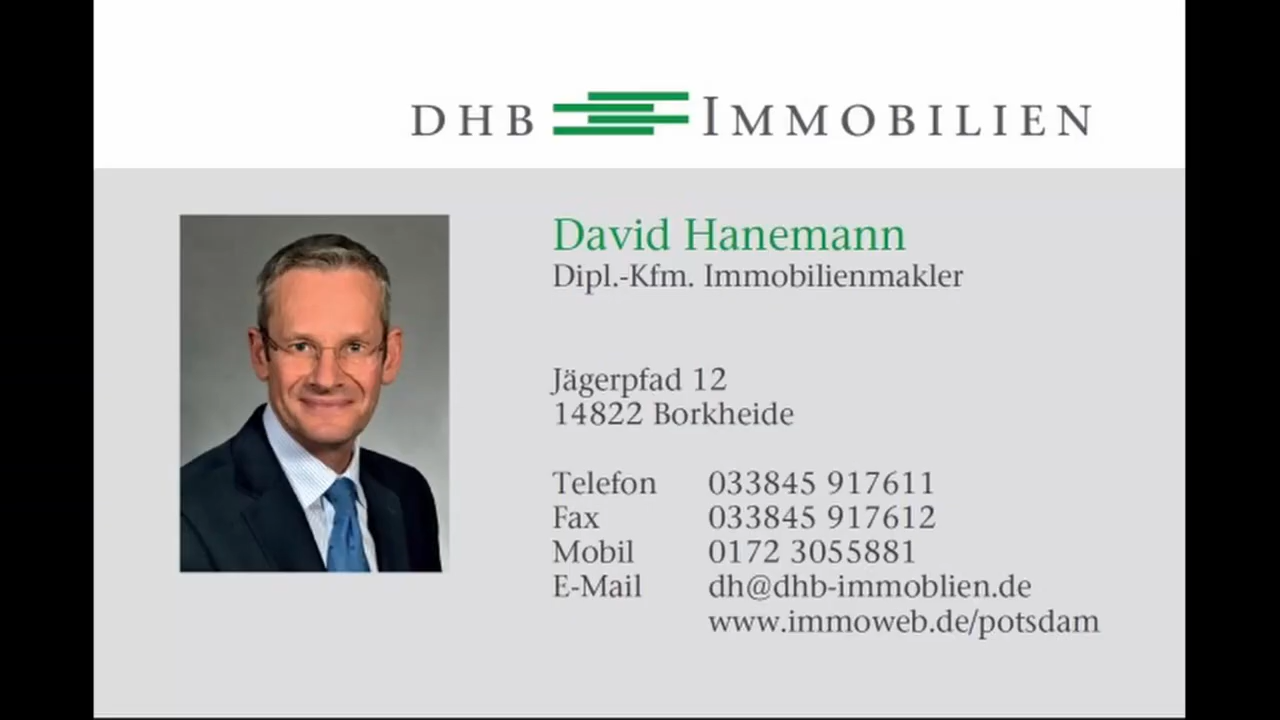 DHB IMMOBILIEN
David Hanemann
Dipl.-Kfm. Immobilienmakler
Jägerpfad 12
14822 Borkheide
Telefon 033845 917611
Fax 033845 917612
Mobil 0172 3055881
E-Mail dh@dhb-immoblien.de
www.immoweb.de/potsdam